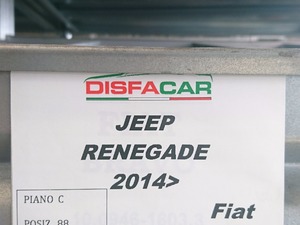 DISFACAR
JEEP
RENEGADE
2014>
Fiat
PIANO C
POSIZ 88